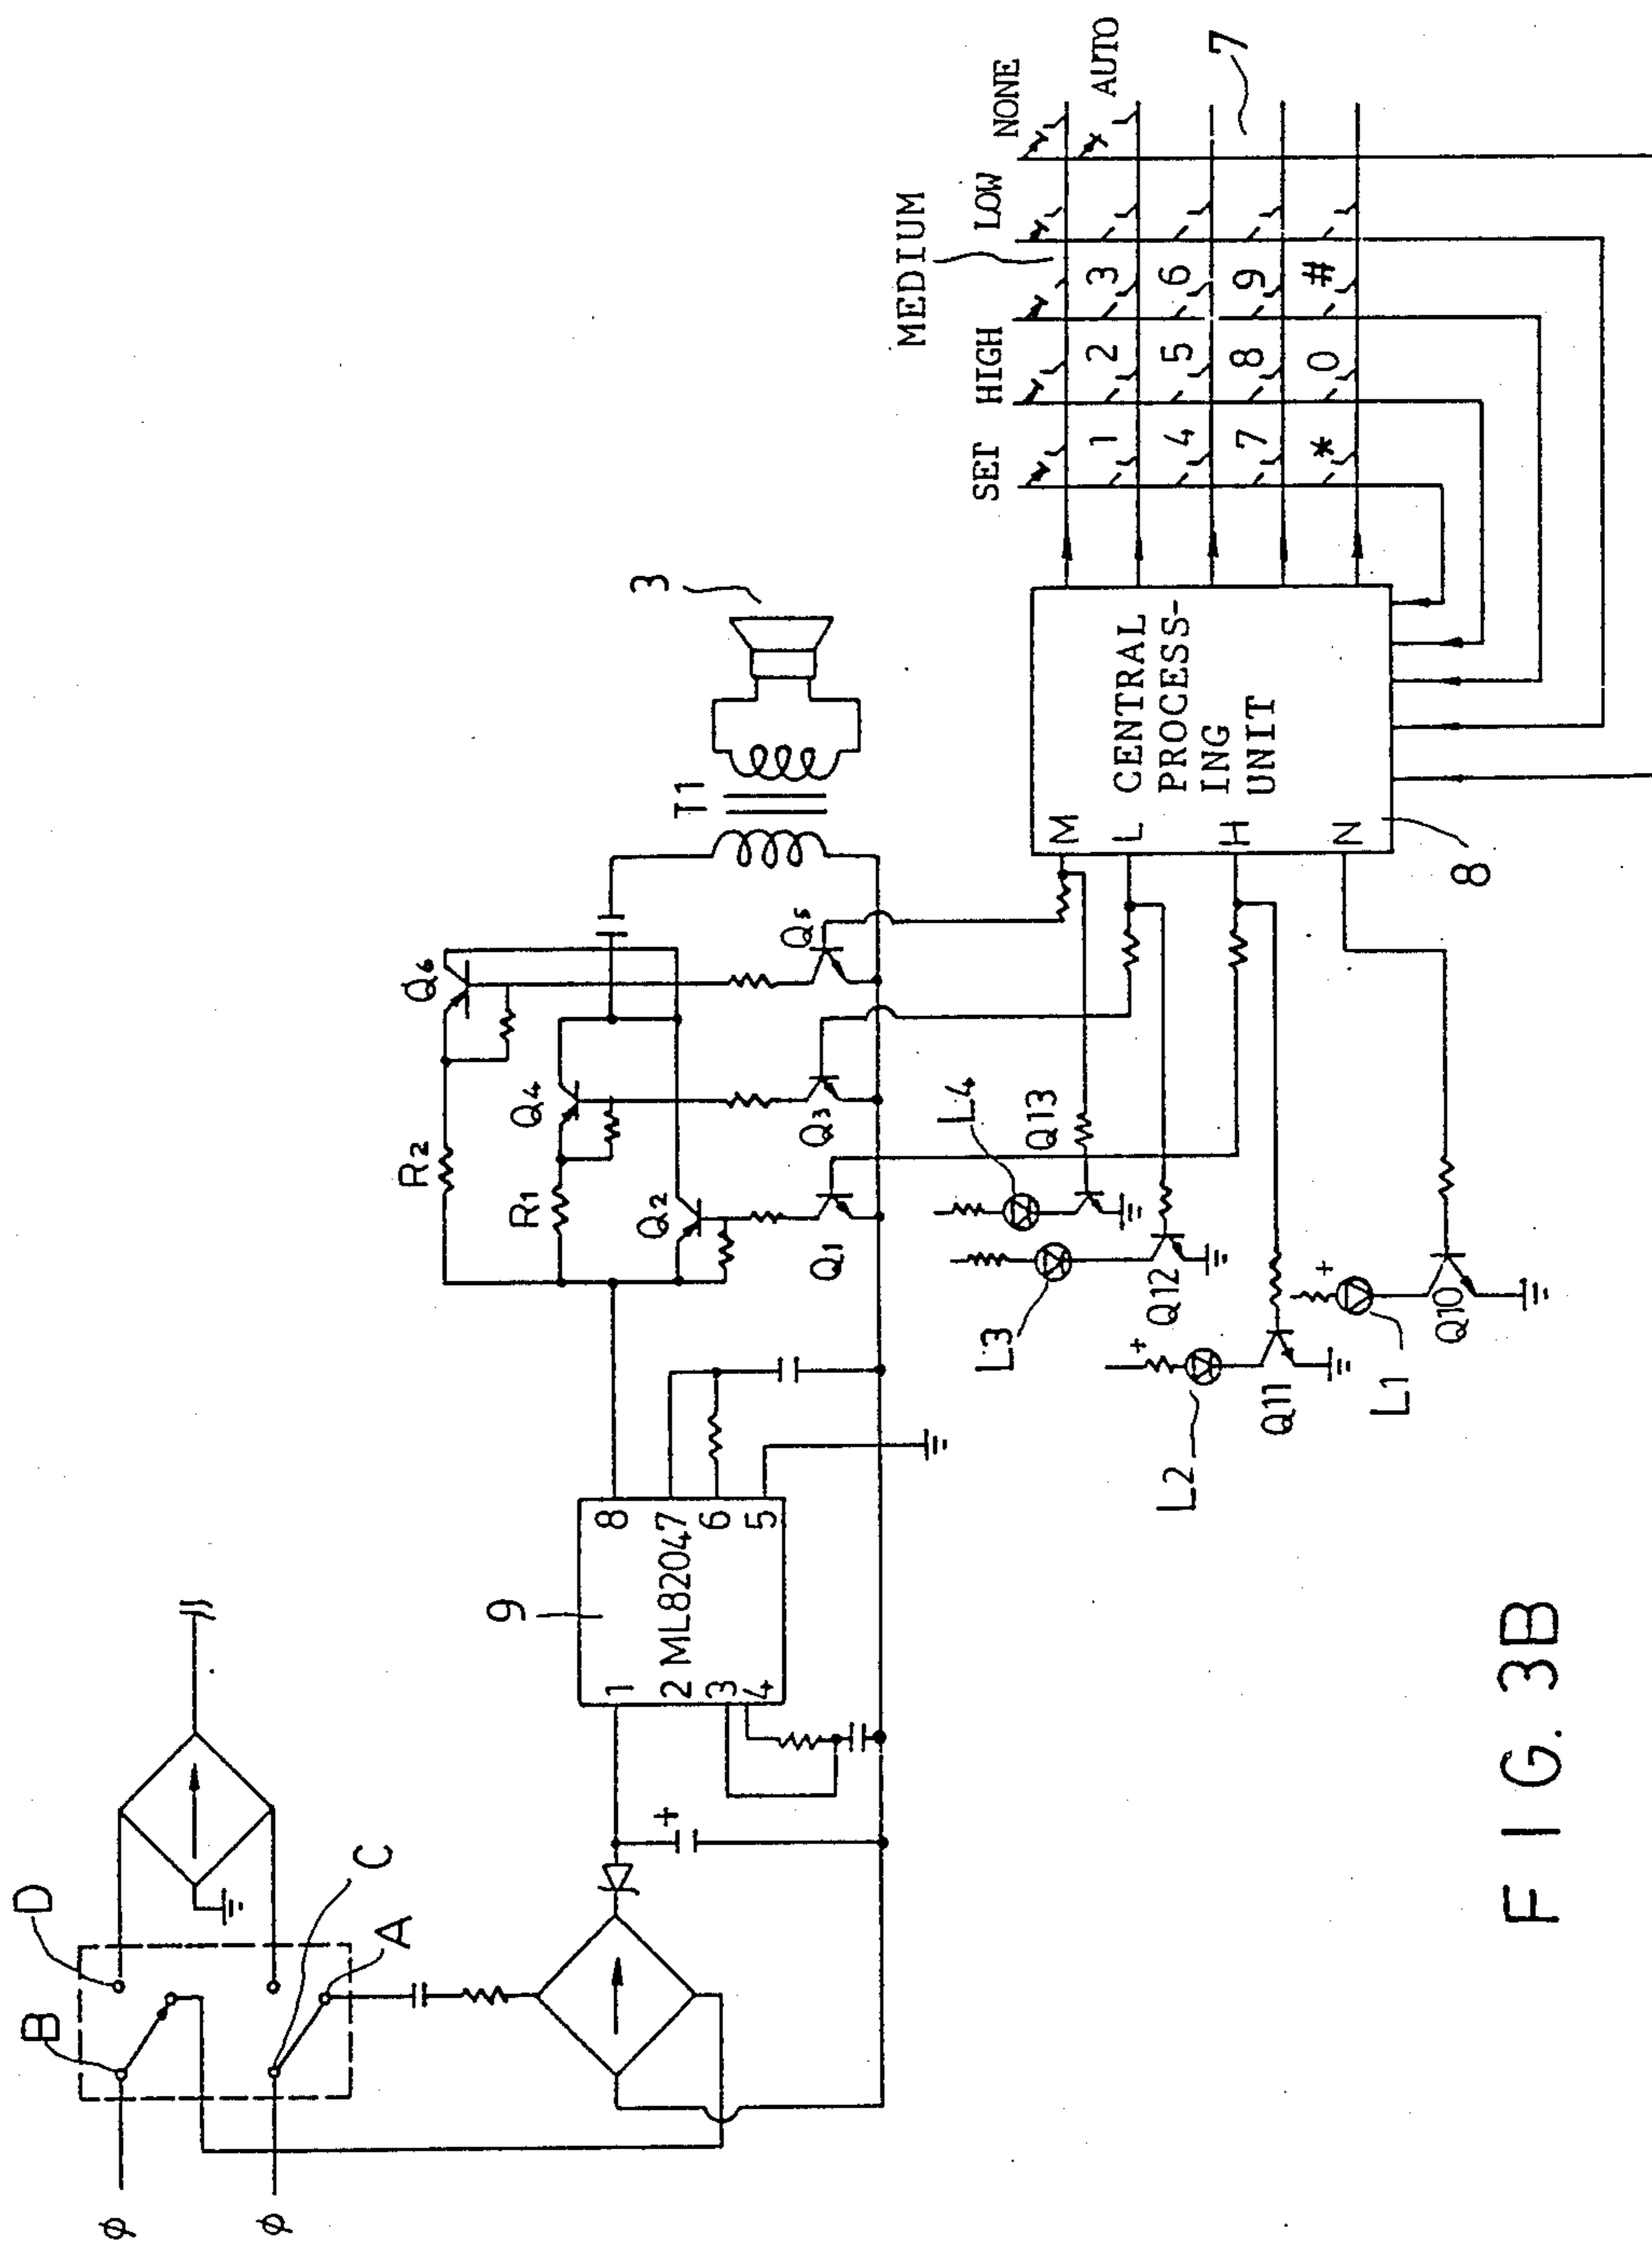 NONE
AUTO
7
LOW
MEDIUM
HIGH
SET
1 2 3
4 5 6
7 8 9
* 0 #
3
T1
Q6
Q5
R2
Q4
R1
Q3
Q2
Q1
CENTRAL
PROCESS-
ING
UNIT
M
L
H
N
8
L4
Q13
L3
Q12
L2
Q11
L1
Q10
+
+
9
ML82047
1
2
3
4
8
7
6
5
+
D
B
C
A
φ
φ
FIG. 3B